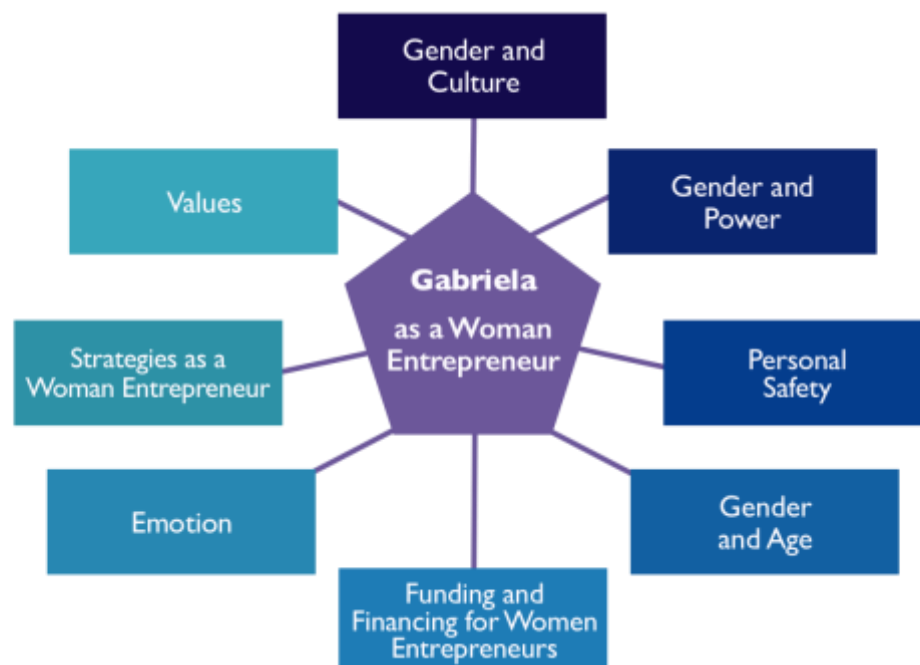 Gender and
Culture
Values
Gender and
Power
Gabriela
as a Woman
Entrepreneur
Strategies as a
Woman Entrepreneur
Personal
Safety
Emotion
Gender
and Age
Funding and
Financing for Women
Entrepreneurs